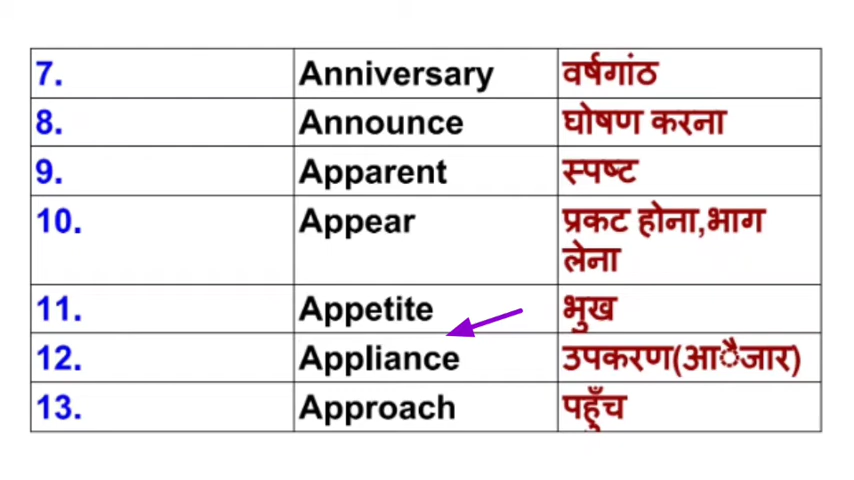 7. Anniversary वर्षगांठ
8. Announce घोषण करना
9. Apparent स्पष्ट
10. Appear प्रकट होना,भाग
लेना
11. Appetite भुख
12. Appliance उपकरण(आैजार)
13. Approach पहुँच